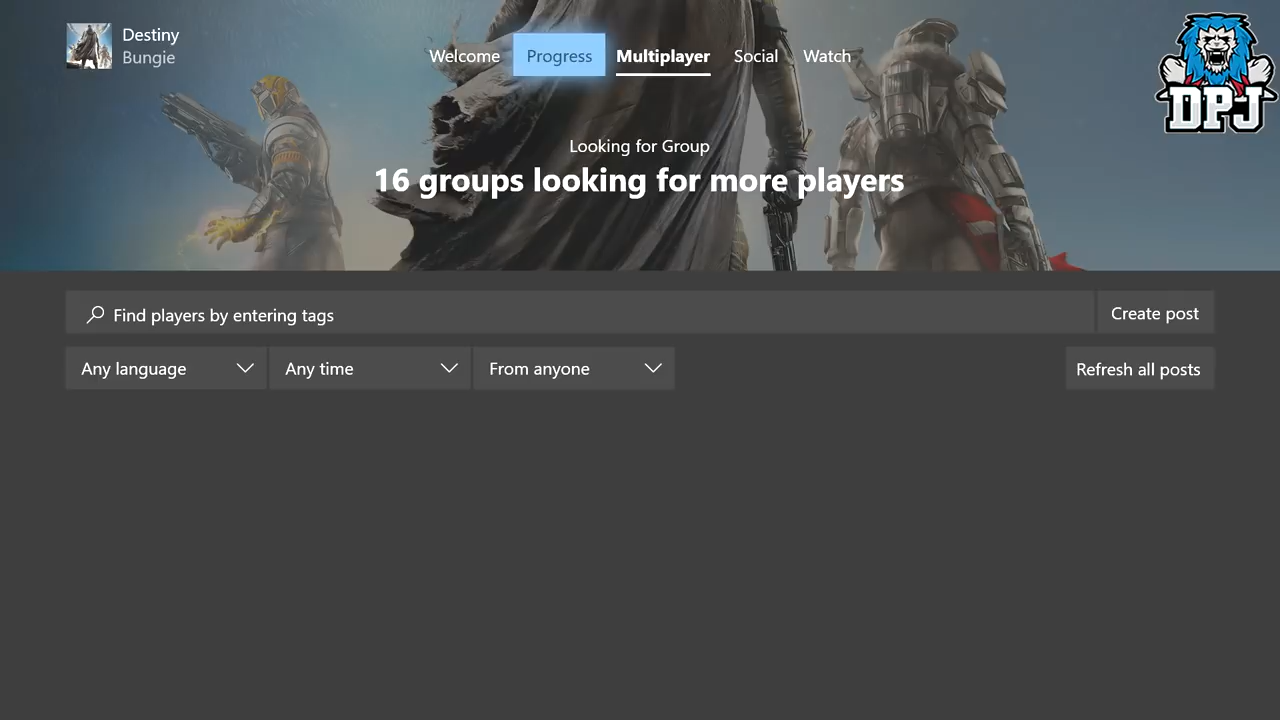 Destiny
Bungie
Welcome
Progress
Multiplayer
Social
Watch
DPJ
Looking for Group
16 groups looking for more players
Find players by entering tags
Create post
Any language
Any time
From anyone
Refresh all posts